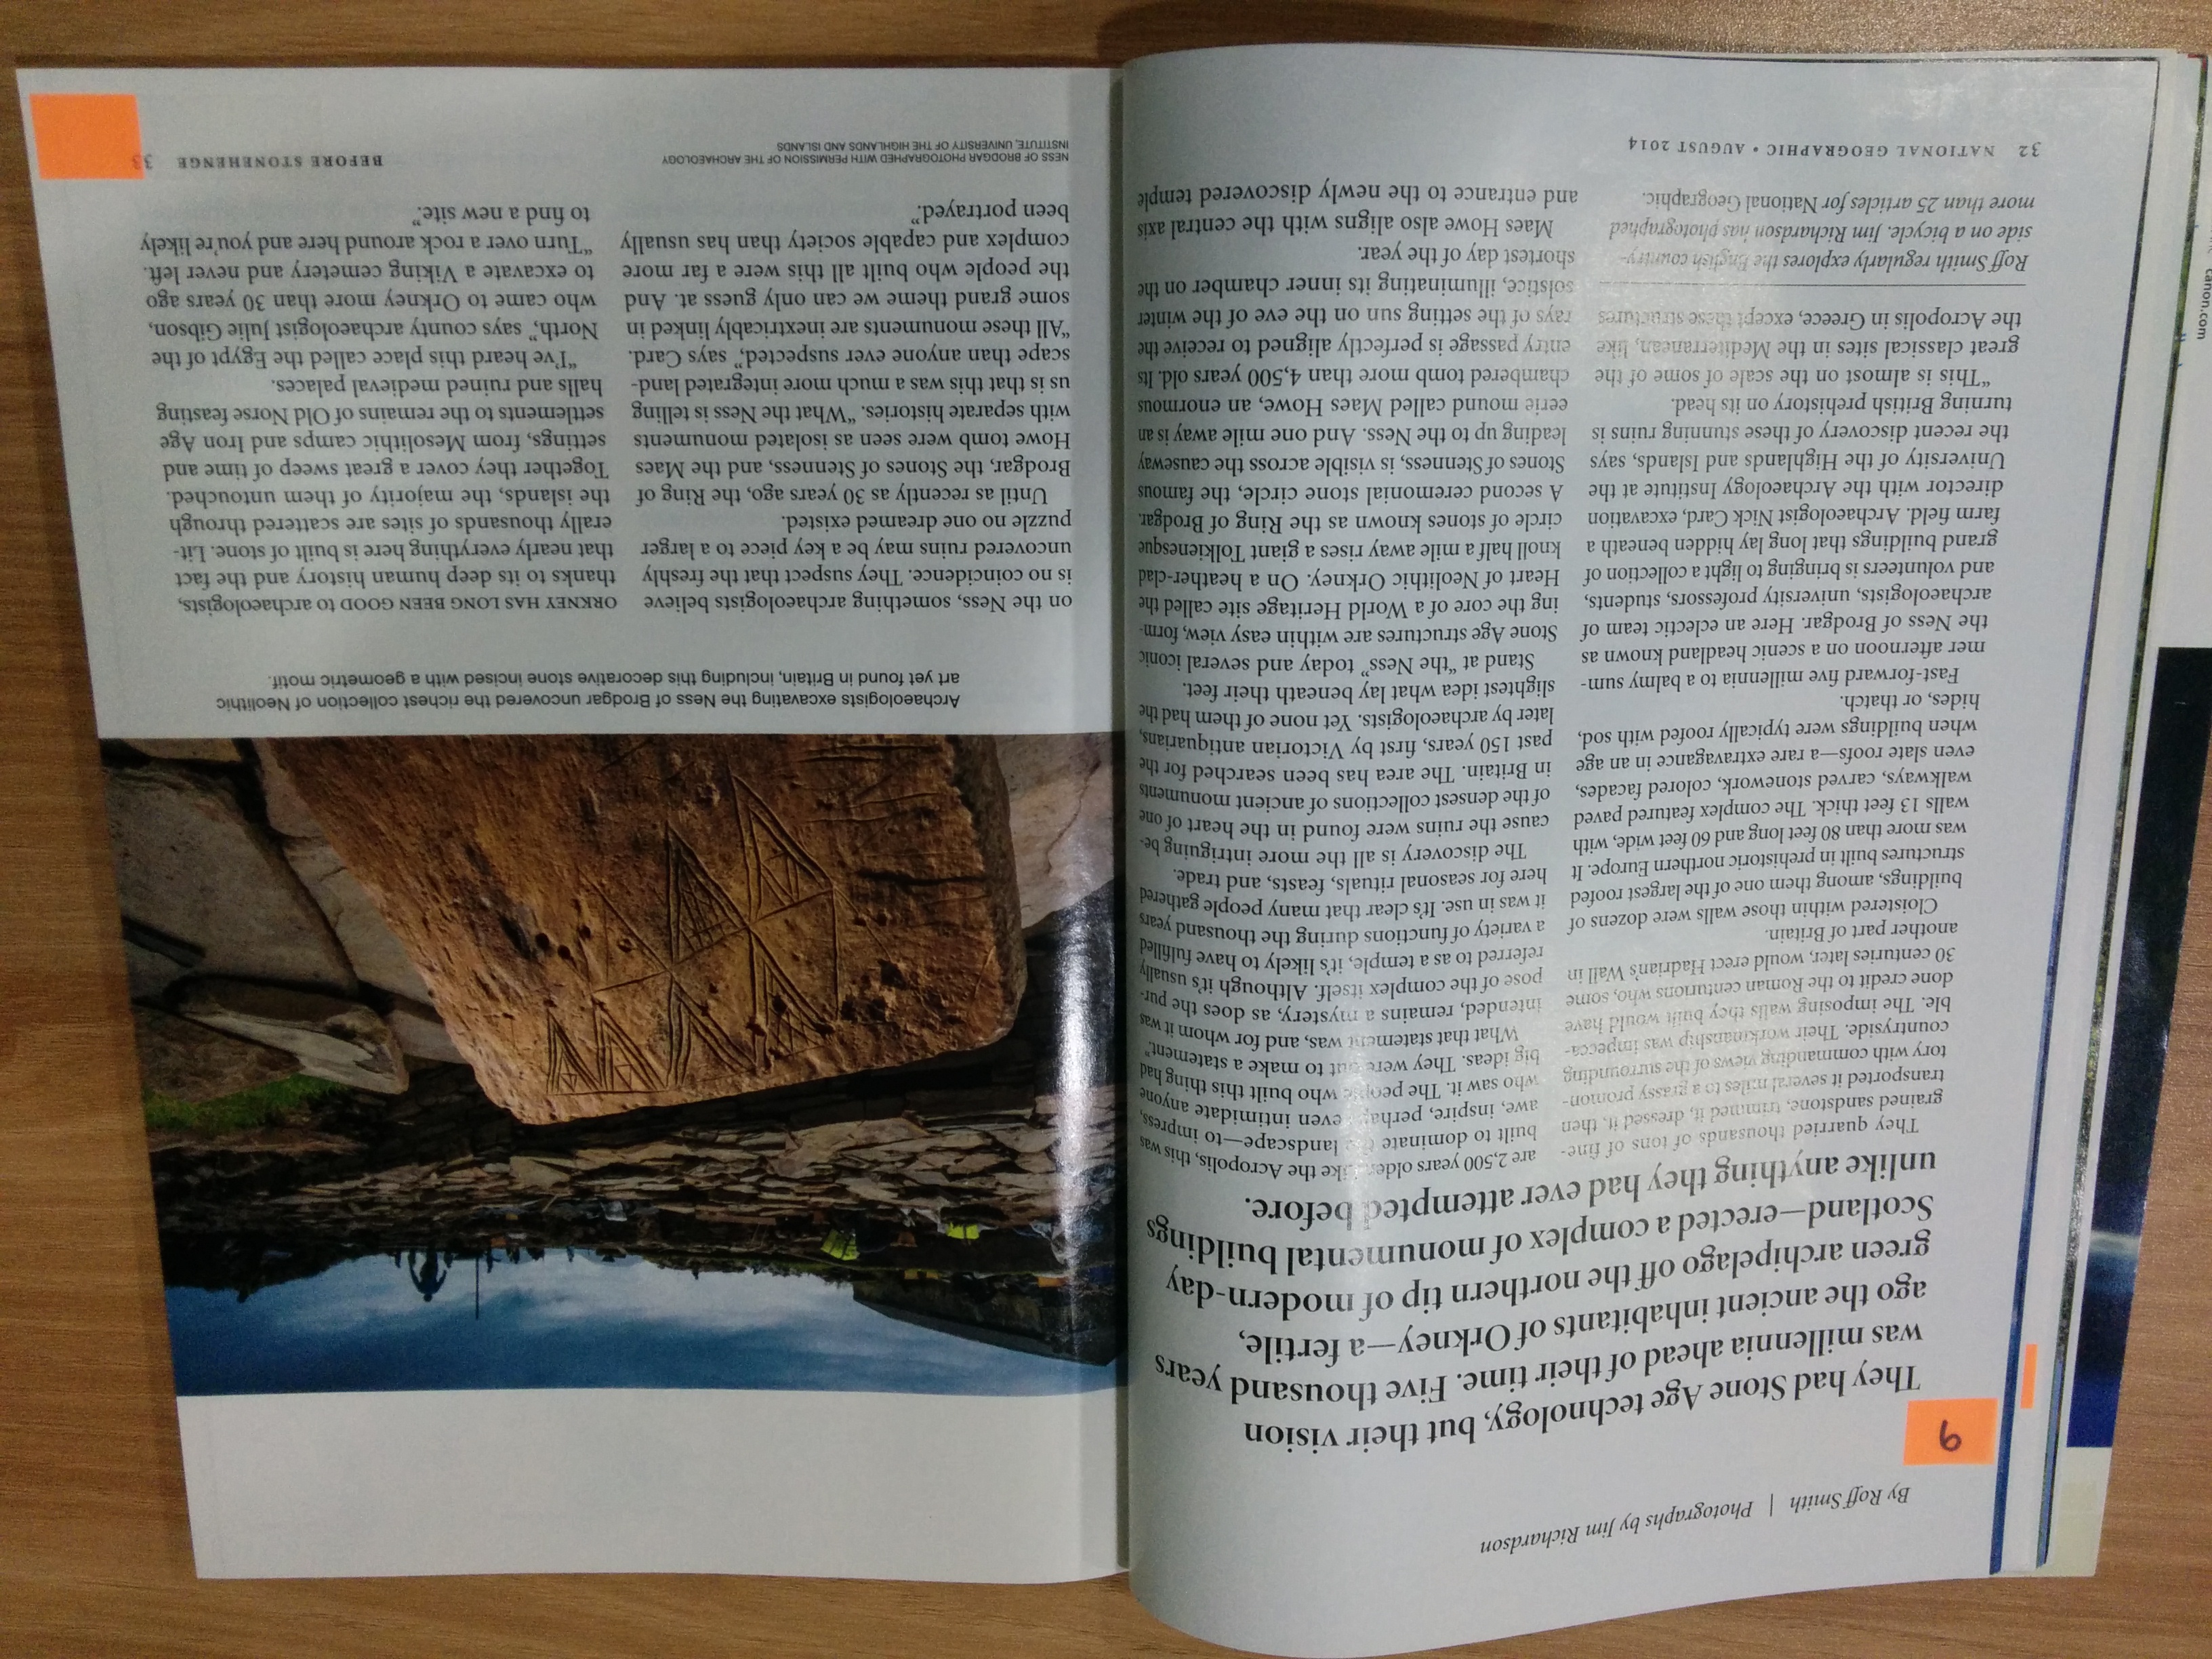 By Roff Smith | Photographs by Jim Richardson
9
They had Stone Age technology, but their vision
was millennia ahead of their time. Five thousand years
ago the ancient inhabitants of Orkney—a fertile,
green archipelago off the northern tip of modern-day
Scotland—erected a complex of monumental buildings
unlike anything they had ever attempted before.
They quarried thousands of tons of fine-
grained sandstone, trimmed it, dressed it, then
transported it several miles to a grassy promon-
tory with commanding views of the surrounding
countryside. Their workmanship was impecca-
ble. The imposing walls they built would have
done credit to the Roman centurions who, some
30 centuries later, would erect Hadrian's Wall in
another part of Britain.
Cloistered within those walls were dozens of
buildings, among them one of the largest roofed
structures built in prehistoric northern Europe. It
was more than 80 feet long and 60 feet wide, with
walls 13 feet thick. The complex featured paved
walkways, carved stonework, colored facades,
even slate roofs—a rare extravagance in an age
when buildings were typically roofed with sod,
hides, or thatch.
Fast-forward five millennia to a balmy sum-
mer afternoon on a scenic headland known as
the Ness of Brodgar. Here an eclectic team of
archaeologists, university professors, students,
and volunteers is bringing to light a collection of
grand buildings that long lay hidden beneath a
farm field. Archaeologist Nick Card, excavation
director with the Archaeology Institute at the
University of the Highlands and Islands, says
the recent discovery of these stunning ruins is
turning British prehistory on its head.
“This is almost on the scale of some of the
great classical sites in the Mediterranean, like
the Acropolis in Greece, except these structures
Roff Smith regularly explores the English country-
side on a bicycle. Jim Richardson has photographed
more than 25 articles for National Geographic.
are 2,500 years older. Like the Acropolis, this was
built to dominate the landscape—to impress,
awe, inspire, perhaps even intimidate anyone
who saw it. The people who built this thing had
big ideas. They were out to make a statement.”
What that statement was, and for whom it was
intended, remains a mystery, as does the pur-
pose of the complex itself. Although it's usually
referred to as a temple, it's likely to have fulfilled
a variety of functions during the thousand years
it was in use. It's clear that many people gathered
here for seasonal rituals, feasts, and trade.
The discovery is all the more intriguing be-
cause the ruins were found in the heart of one
of the densest collections of ancient monuments
in Britain. The area has been searched for the
past 150 years, first by Victorian antiquarians,
later by archaeologists. Yet none of them had the
slightest idea what lay beneath their feet.
Stand at “the Ness” today and several iconic
Stone Age structures are within easy view, form-
ing the core of a World Heritage site called the
Heart of Neolithic Orkney. On a heather-clad
knoll half a mile away rises a giant Tolkienesque
circle of stones known as the Ring of Brodgar.
A second ceremonial stone circle, the famous
Stones of Stenness, is visible across the causeway
leading up to the Ness. And one mile away is an
eerie mound called Maes Howe, an enormous
chambered tomb more than 4,500 years old. Its
entry passage is perfectly aligned to receive the
rays of the setting sun on the eve of the winter
solstice, illuminating its inner chamber on the
shortest day of the year.
Maes Howe also aligns with the central axis
and entrance to the newly discovered temple
32 NATIONAL GEOGRAPHIC • AUGUST 2014
Archaeologists excavating the Ness of Brodgar uncovered the richest collection of Neolithic
art yet found in Britain, including this decorative stone incised with a geometric motif.
on the Ness, something archaeologists believe
is no coincidence. They suspect that the freshly
uncovered ruins may be a key piece to a larger
puzzle no one dreamed existed.
Until as recently as 30 years ago, the Ring of
Brodgar, the Stones of Stenness, and the Maes
Howe tomb were seen as isolated monuments
with separate histories. “What the Ness is telling
us is that this was a much more integrated land-
scape than anyone ever suspected,” says Card.
“All these monuments are inextricably linked in
some grand theme we can only guess at. And
the people who built all this were a far more
complex and capable society than has usually
been portrayed.”
ORKNEY HAS LONG BEEN GOOD to archaeologists,
thanks to its deep human history and the fact
that nearly everything here is built of stone. Lit-
erally thousands of sites are scattered through
the islands, the majority of them untouched.
Together they cover a great sweep of time and
settings, from Mesolithic camps and Iron Age
settlements to the remains of Old Norse feasting
halls and ruined medieval palaces.
“I've heard this place called the Egypt of the
North,” says county archaeologist Julie Gibson,
who came to Orkney more than 30 years ago
to excavate a Viking cemetery and never left.
“Turn over a rock around here and you're likely
to find a new site.”
NESS OF BRODGAR PHOTOGRAPHED WITH PERMISSION OF THE ARCHAEOLOGY
INSTITUTE, UNIVERSITY OF THE HIGHLANDS AND ISLANDS
BEFORE STONEHENGE 33
canon.com